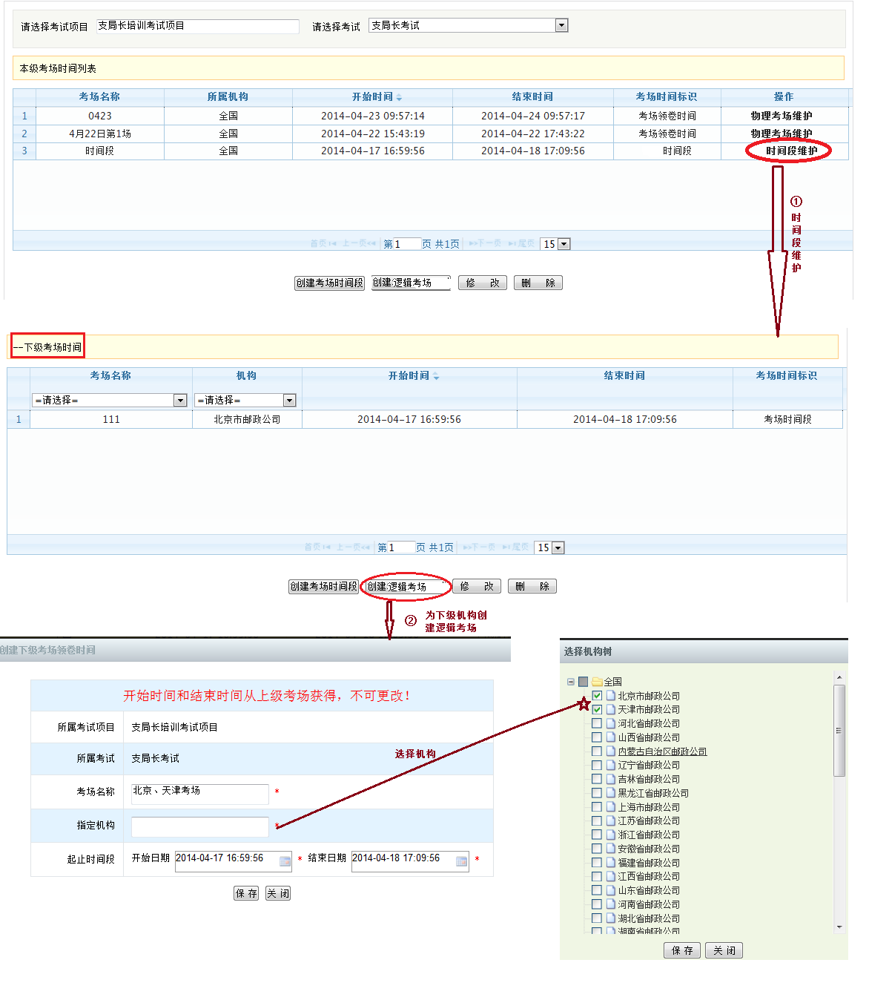 请选择考试项目 支局长培训考试项目 请选择考试 支局长考试
本级考场时间列表
考场名称 所属机构 开始时间 结束时间 考场时间标识 操作
1 0423 全国 2014-04-23 09:57:14 2014-04-24 09:57:17 考场领卷时间 物理考场维护
2 4月22日第1场 全国 2014-04-22 15:43:19 2014-04-22 17:43:22 考场领卷时间 物理考场维护
3 时间段 全国 2014-04-17 16:59:56 2014-04-18 17:09:56 时间段 时间段维护
① 时间段维护
首页 上一页 第 1 页 共1页 下一页 尾页 15
创建考场时间段 创建逻辑考场 修 改 删 除
--下级考场时间
考场名称 机构 开始时间 结束时间 考场时间标识
=请选择= =请选择=
1 111 北京市邮政公司 2014-04-17 16:59:56 2014-04-18 17:09:56 考场时间段
首页 上一页 第 1 页 共1页 下一页 尾页 15
创建考场时间段 创建逻辑考场 修 改 删 除
② 为下级机构创
建逻辑考场
创建下级考场领卷时间
开始时间和结束时间从上级考场获得，不可更改！
所属考试项目 支局长培训考试项目
所属考试 支局长考试
考场名称 北京、天津考场 *
指定机构 *
起止时间段 开始日期 2014-04-17 16:59:56 * 结束日期 2014-04-18 17:09:56 *
保 存 关 闭
选择机构
选择机构树
全国
北京市邮政公司
天津市邮政公司
河北省邮政公司
山西省邮政公司
内蒙古自治区邮政公司
辽宁省邮政公司
吉林省邮政公司
黑龙江省邮政公司
上海市邮政公司
江苏省邮政公司
浙江省邮政公司
安徽省邮政公司
福建省邮政公司
江西省邮政公司
山东省邮政公司
河南省邮政公司
湖北省邮政公司
湖南省邮政公司
保 存 关 闭